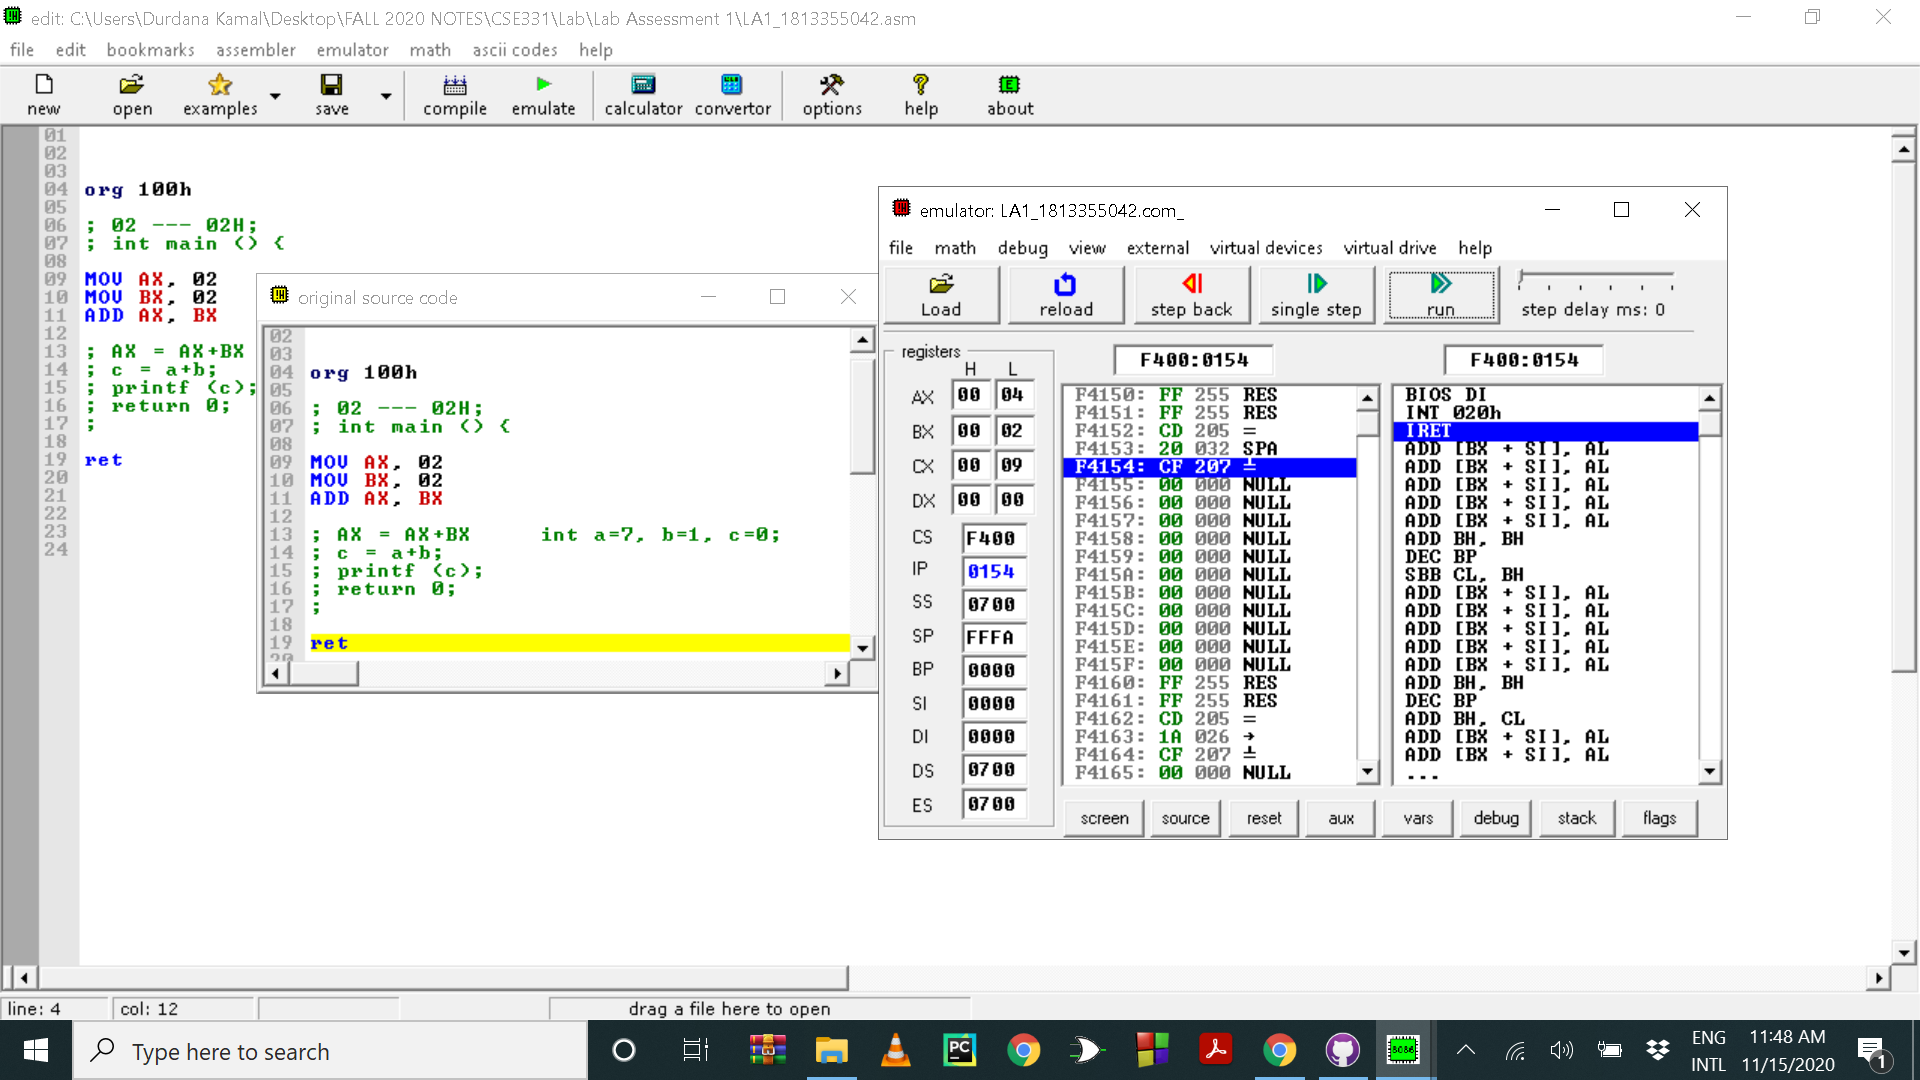 edit: C:\Users\Durdana Kamal\Desktop\FALL 2020 NOTES\CSE331\Lab\Lab Assessment 1\LA1_1813355042.asm
file edit bookmarks assembler emulator math ascii codes help
new open examples save compile emulate calculator convertor options help about
01
02
03
04 org 100h
05
06 ; 02 --- 02H;
07 ; int main () {
08
09 MOV AX, 02
10 MOV BX, 02
11 ADD AX, BX
12
13 ; AX = AX+BX
14 ; c = a+b;
15 ; printf (c);
16 ; return 0;
17 ;
18
19 ret
20
21
22
23
24
original source code
02
03
04 org 100h
05
06 ; 02 --- 02H;
07 ; int main () {
08
09 MOV AX, 02
10 MOV BX, 02
11 ADD AX, BX
12
13 ; AX = AX+BX int a=7, b=1, c=0;
14 ; c = a+b;
15 ; printf (c);
16 ; return 0;
17 ;
18
19 ret
20
emulator: LA1_1813355042.com_
file math debug view external virtual devices virtual drive help
Load reload step back single step run step delay ms: 0
registers
H L
AX 00 04
BX 00 02
CX 00 09
DX 00 00
CS F400
IP 0154
SS 0700
SP FFFA
BP 0000
SI 0000
DI 0000
DS 0700
ES 0700
F400:0154
F4150: FF 255 RES
F4151: FF 255 RES
F4152: CD 205 =
F4153: 20 032 SPA
F4154: CF 207 ╧
F4155: 00 000 NULL
F4156: 00 000 NULL
F4157: 00 000 NULL
F4158: 00 000 NULL
F4159: 00 000 NULL
F415A: 00 000 NULL
F415B: 00 000 NULL
F415C: 00 000 NULL
F415D: 00 000 NULL
F415E: 00 000 NULL
F415F: 00 000 NULL
F4160: FF 255 RES
F4161: FF 255 RES
F4162: CD 205 =
F4163: 1A 026 →
F4164: CF 207 ╧
F4165: 00 000 NULL
F400:0154
BIOS DI
INT 020h
IRET
ADD [BX + SI], AL
ADD [BX + SI], AL
ADD [BX + SI], AL
ADD [BX + SI], AL
ADD [BX + SI], AL
ADD BH, BH
DEC BP
SBB CL, BH
ADD [BX + SI], AL
ADD [BX + SI], AL
ADD [BX + SI], AL
ADD [BX + SI], AL
ADD [BX + SI], AL
ADD BH, BH
DEC BP
ADD BH, CL
ADD [BX + SI], AL
ADD [BX + SI], AL
...
screen source reset aux vars debug stack flags
line: 4 col: 12 drag a file here to open
Type here to search
PC
8086
ENG
INTL
11:48 AM
11/15/2020
1